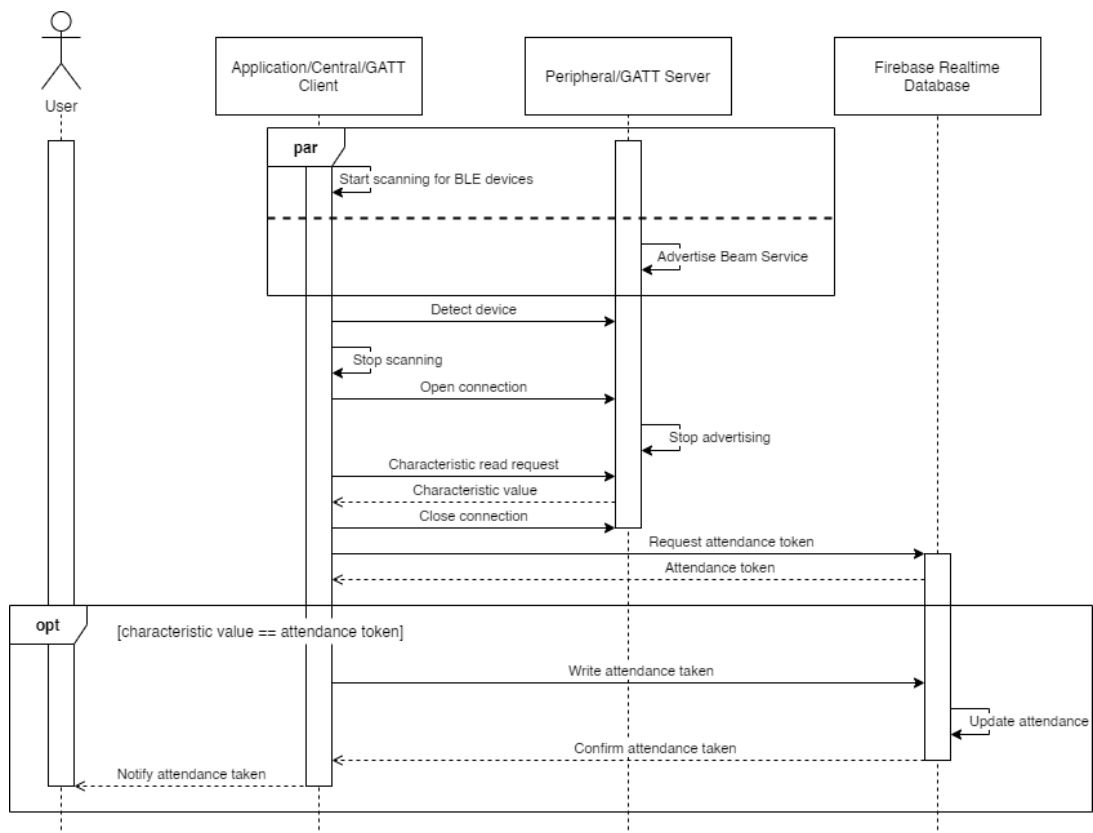 Application/Central/GATT
Client
Peripheral/GATT Server
Firebase Realtime
Database
User
par
Start scanning for BLE devices
Advertise Beam Service
Detect device
Stop scanning
Open connection
Stop advertising
Characteristic read request
Characteristic value
Close connection
Request attendance token
Attendance token
opt
[characteristic value == attendance token]
Write attendance taken
Update attendance
Confirm attendance taken
Notify attendance taken